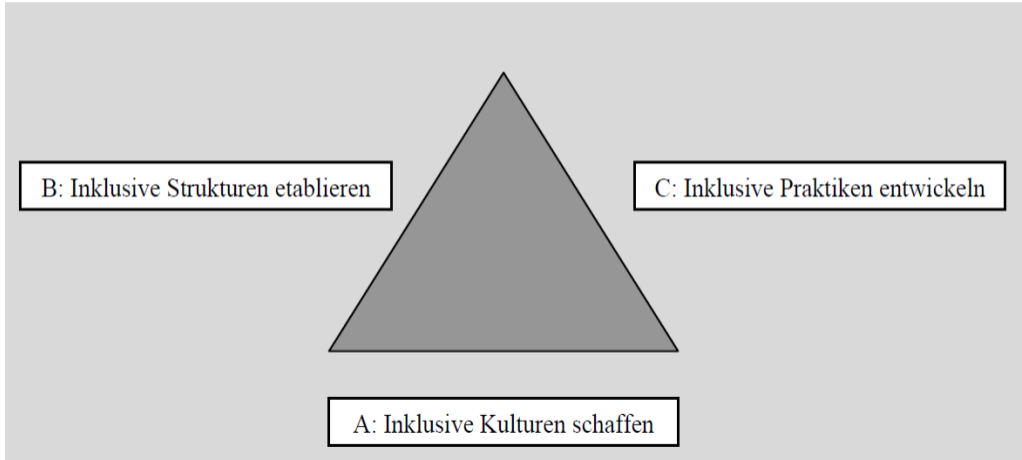 B: Inklusive Strukturen etablieren
C: Inklusive Praktiken entwickeln
A: Inklusive Kulturen schaffen